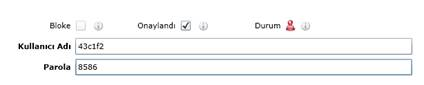 Bloke Onaylandı Durum
Kullanıcı Adı 43c1f2
Parola 8586